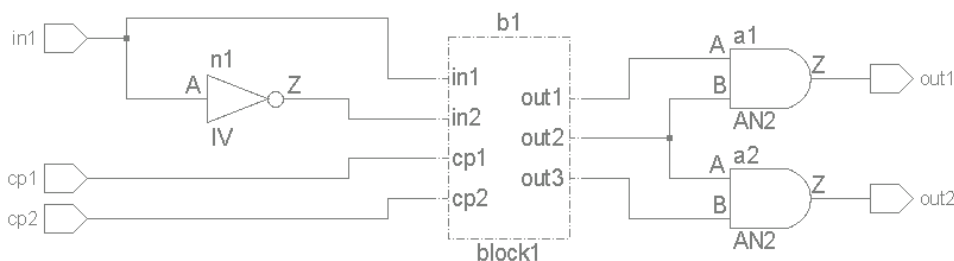 b1
in1
n1
A
Z
IV
in1
in2
cp1
cp2
out1
out2
out3
block1
cp1
cp2
a1
A
B
Z
AN2
out1
a2
A
B
Z
AN2
out2